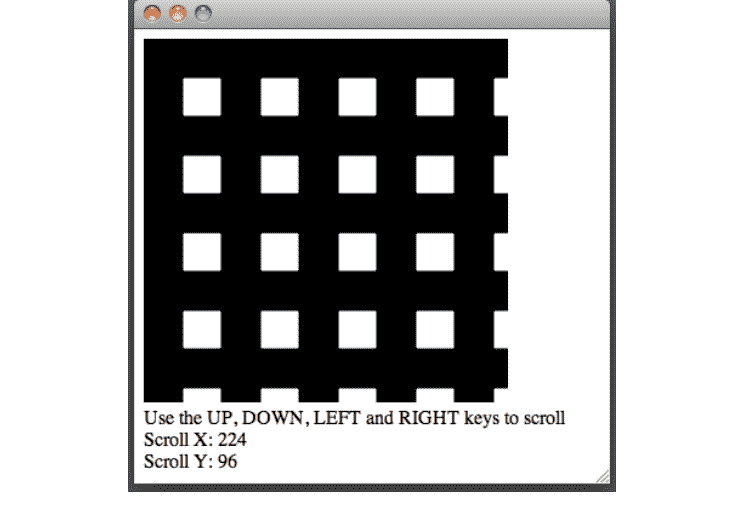 Use the UP, DOWN, LEFT and RIGHT keys to scroll
Scroll X: 224
Scroll Y: 96